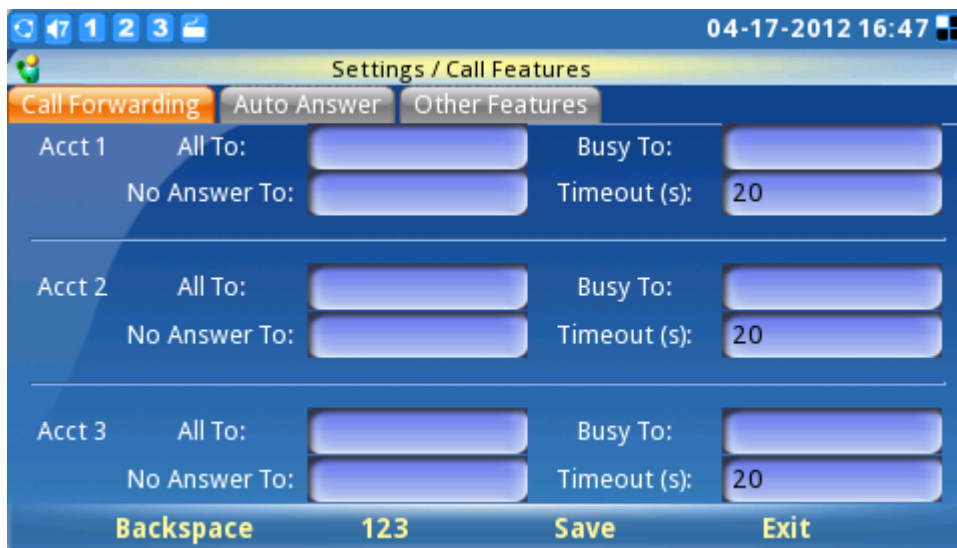 7 1 2 3 04-17-2012 16:47
Settings / Call Features
Call Forwarding Auto Answer Other Features
Acct 1 All To: Busy To:
No Answer To: Timeout (s): 20
Acct 2 All To: Busy To:
No Answer To: Timeout (s): 20
Acct 3 All To: Busy To:
No Answer To: Timeout (s): 20
Backspace 123 Save Exit